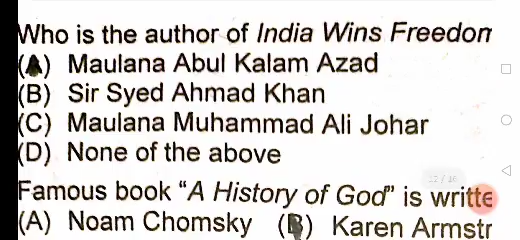 Who is the author of India Wins Freedom
(A) Maulana Abul Kalam Azad
(B) Sir Syed Ahmad Khan
(C) Maulana Muhammad Ali Johar
(D) None of the above
Famous book “A History of God” is writte
(A) Noam Chomsky (B) Karen Armstr